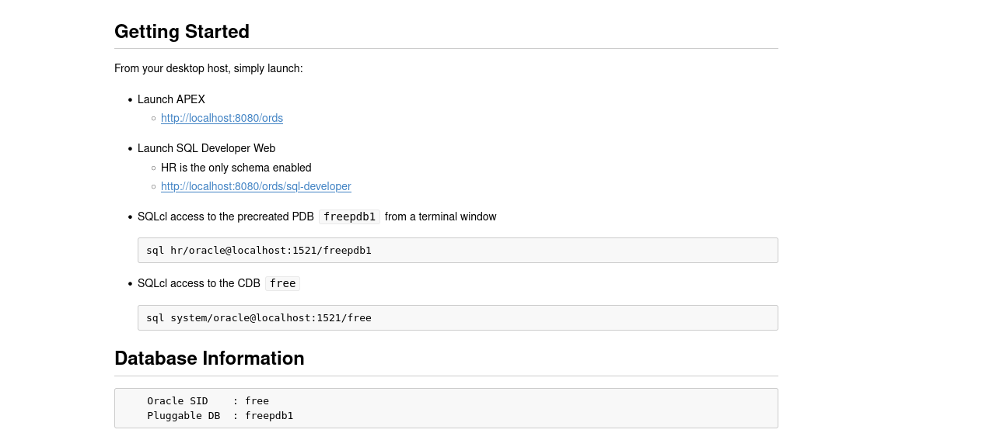 Getting Started
From your desktop host, simply launch:
• Launch APEX
○ http://localhost:8080/ords
• Launch SQL Developer Web
○ HR is the only schema enabled
○ http://localhost:8080/ords/sql-developer
• SQLcl access to the precreated PDB freepdb1 from a terminal window
sql hr/oracle@localhost:1521/freepdb1
• SQLcl access to the CDB free
sql system/oracle@localhost:1521/free
Database Information
Oracle SID    : free
Pluggable DB  : freepdb1